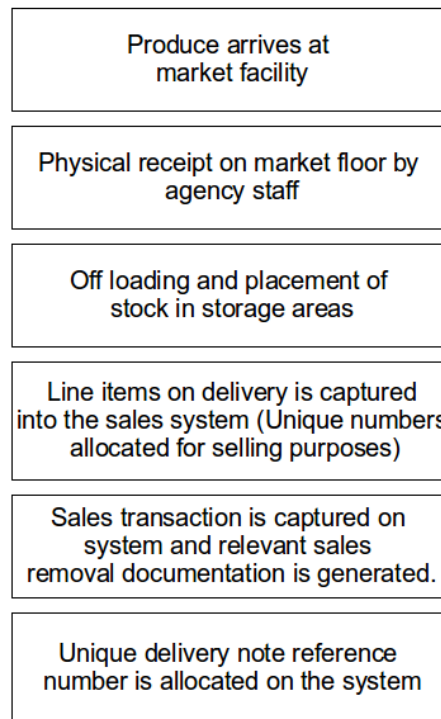 Produce arrives at
market facility
Physical receipt on market floor by
agency staff
Off loading and placement of
stock in storage areas
Line items on delivery is captured
into the sales system (Unique numbers
allocated for selling purposes)
Sales transaction is captured on
system and relevant sales
removal documentation is generated.
Unique delivery note reference
number is allocated on the system